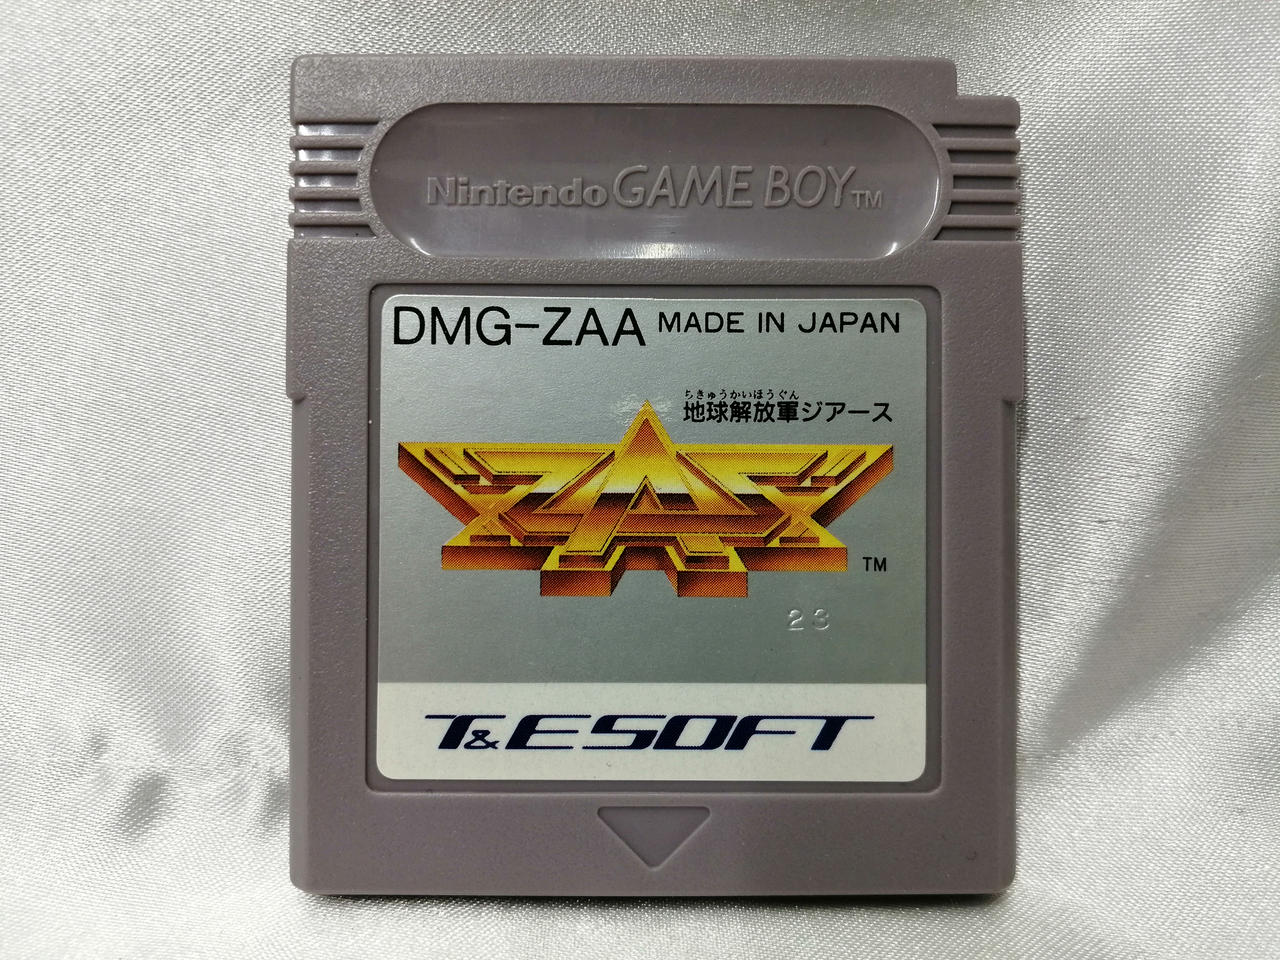 Nintendo GAME BOY TM
DMG-ZAA MADE IN JAPAN
ちきゅうかいほうぐん
地球解放軍ジアース
ZAS
TM
23
T&E SOFT